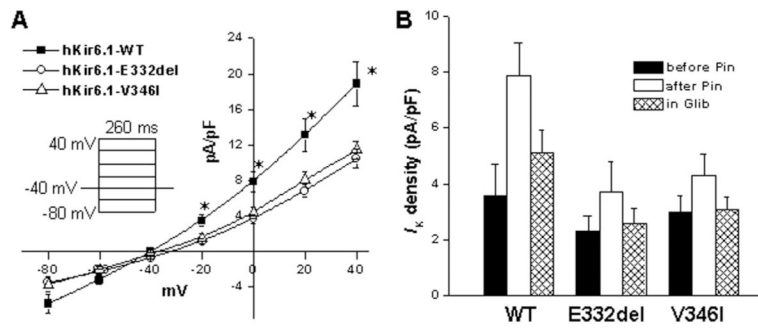 A
hKir6.1-WT
hKir6.1-E332del
hKir6.1-V346I
260 ms
40 mV
-40 mV
-80 mV
pA/pF
24
20
16
12
8
4
-4
-80 -60 -40 -20 0 20 40
mV
* * * *
B
10
8
6
4
2
0
IK density (pA/pF)
before Pin
after Pin
in Glib
WT E332del V346I